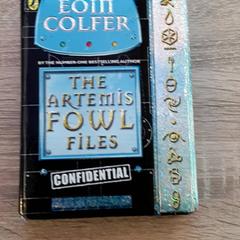 EOIN
COLFER
BY THE NUMBER-ONE BESTSELLING AUTHOR
THE
ARTEMIS
FOWL
FILES
CONFIDENTIAL